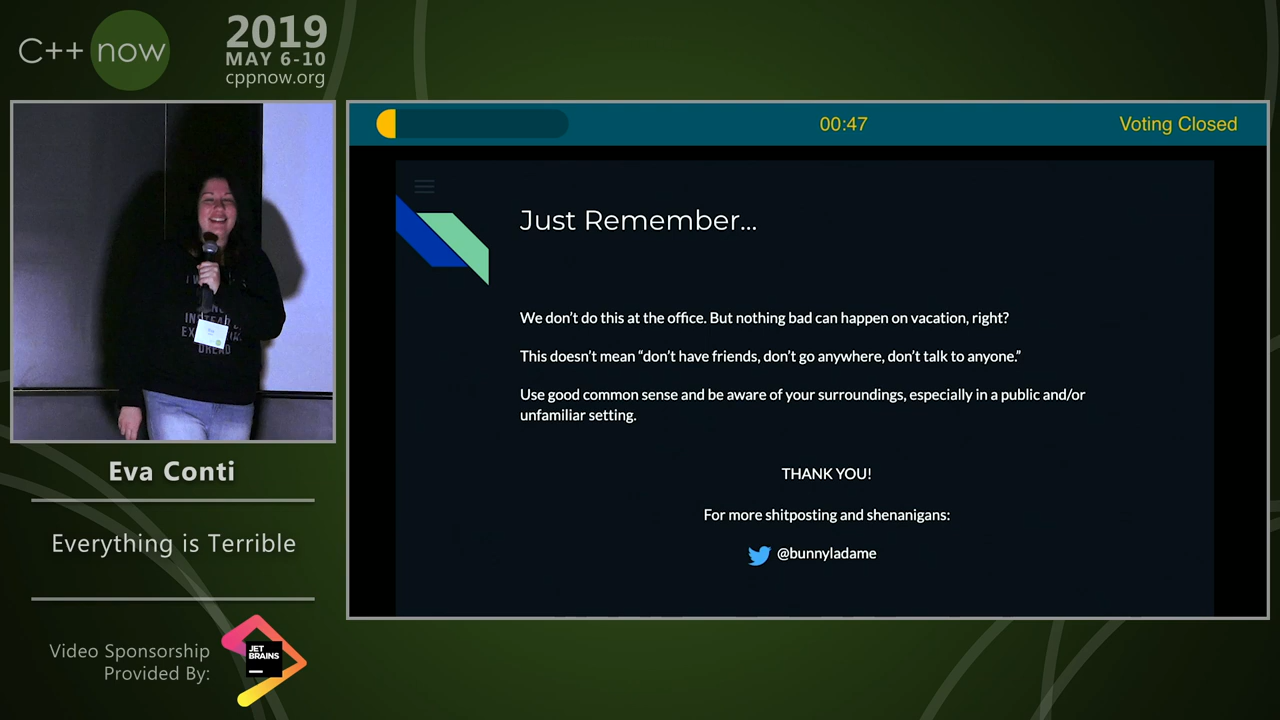 C++ now
2019
MAY 6-10
cppnow.org
00:47
Voting Closed
Just Remember...
We don't do this at the office. But nothing bad can happen on vacation, right?
This doesn't mean “don't have friends, don't go anywhere, don't talk to anyone.”
Use good common sense and be aware of your surroundings, especially in a public and/or
unfamiliar setting.
THANK YOU!
For more shitposting and shenanigans:
@bunnyladame
INSTEAD
DREAD
Eva Conti
Everything is Terrible
Video Sponsorship
Provided By:
JET
BRAINS